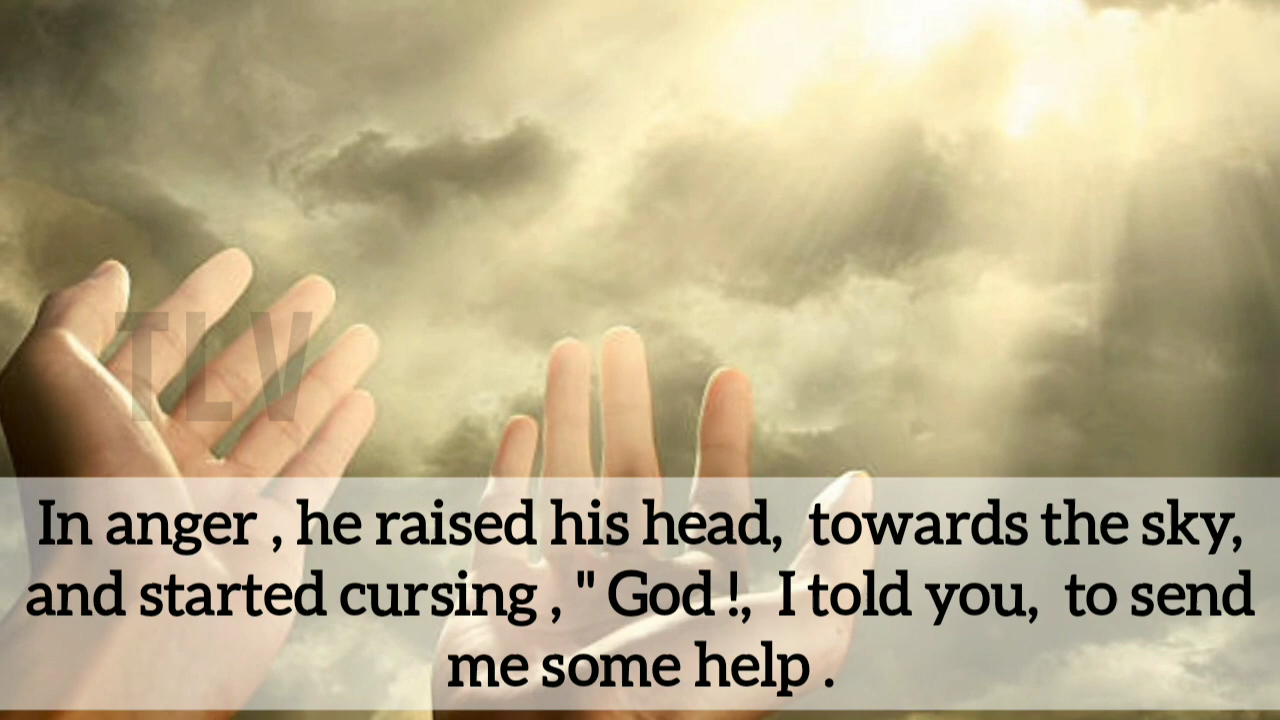 TLV
In anger , he raised his head,  towards the sky,
and started cursing , " God !,  I told you,  to send
me some help .